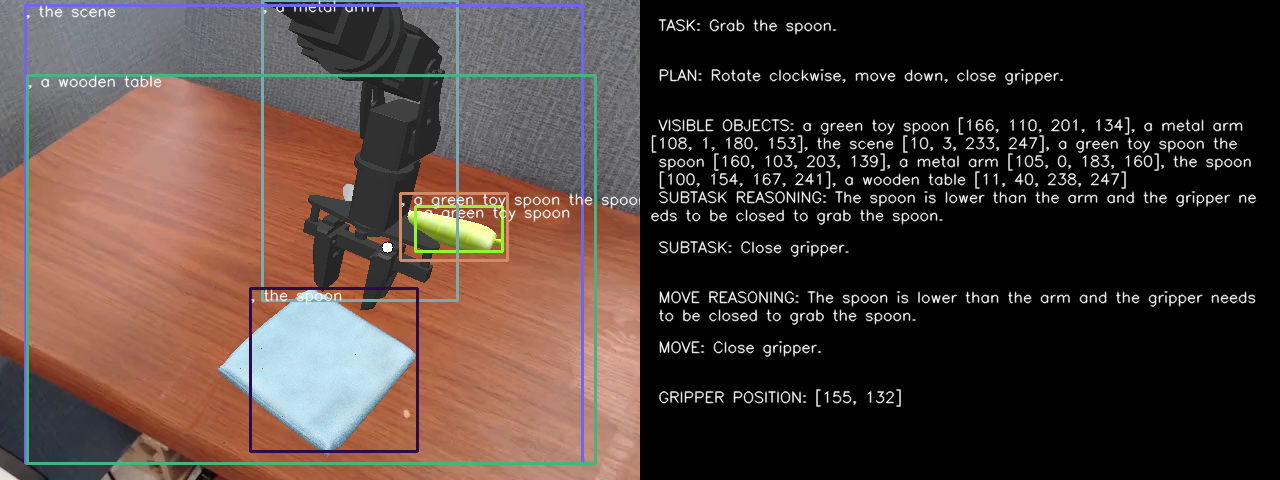 , the scene
, a metal arm
, a wooden table
, a green toy spoon the spoo
a green toy spoon
, the spoon
TASK: Grab the spoon.
PLAN: Rotate clockwise, move down, close gripper.
VISIBLE OBJECTS: a green toy spoon [166, 110, 201, 134], a metal arm
[108, 1, 180, 153], the scene [10, 3, 233, 247], a green toy spoon the
spoon [160, 103, 203, 139], a metal arm [105, 0, 183, 160], the spoon
[100, 154, 167, 241], a wooden table [11, 40, 238, 247]
SUBTASK REASONING: The spoon is lower than the arm and the gripper ne
eds to be closed to grab the spoon.
SUBTASK: Close gripper.
MOVE REASONING: The spoon is lower than the arm and the gripper needs
to be closed to grab the spoon.
MOVE: Close gripper.
GRIPPER POSITION: [155, 132]